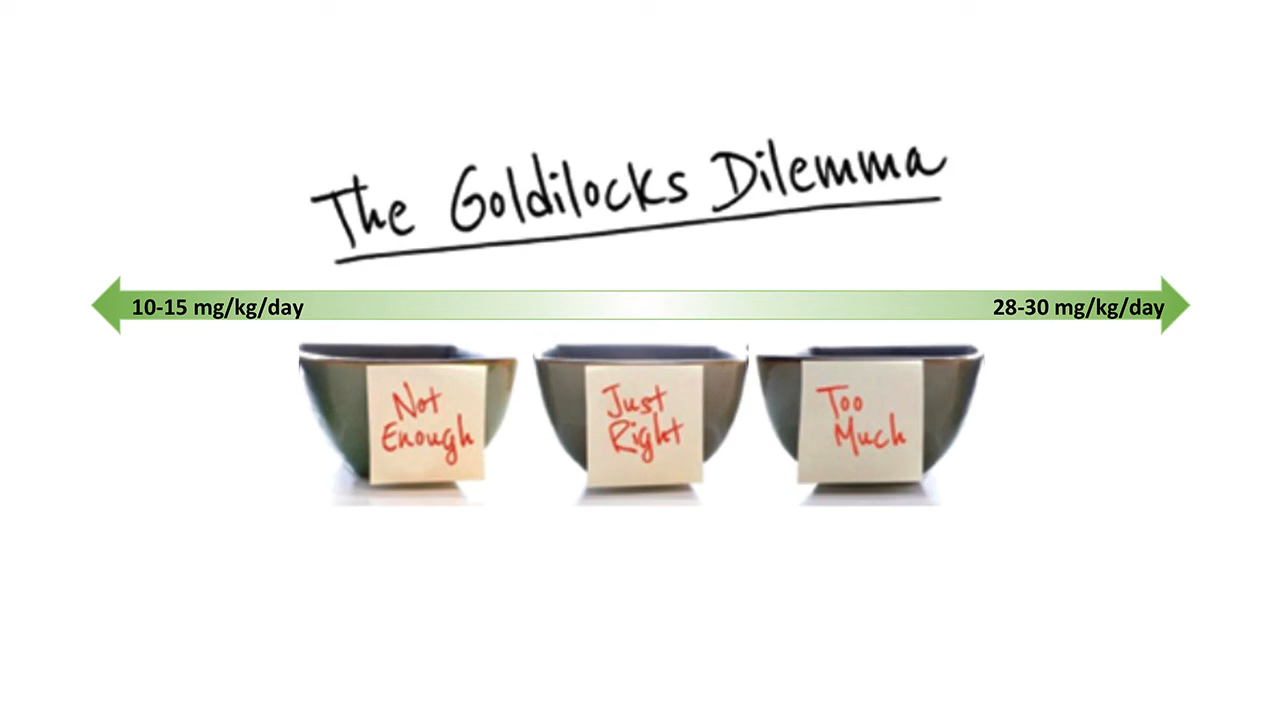 The Goldilocks Dilemma
10-15 mg/kg/day
28-30 mg/kg/day
Not
Enough
Just
Right
Too
Much